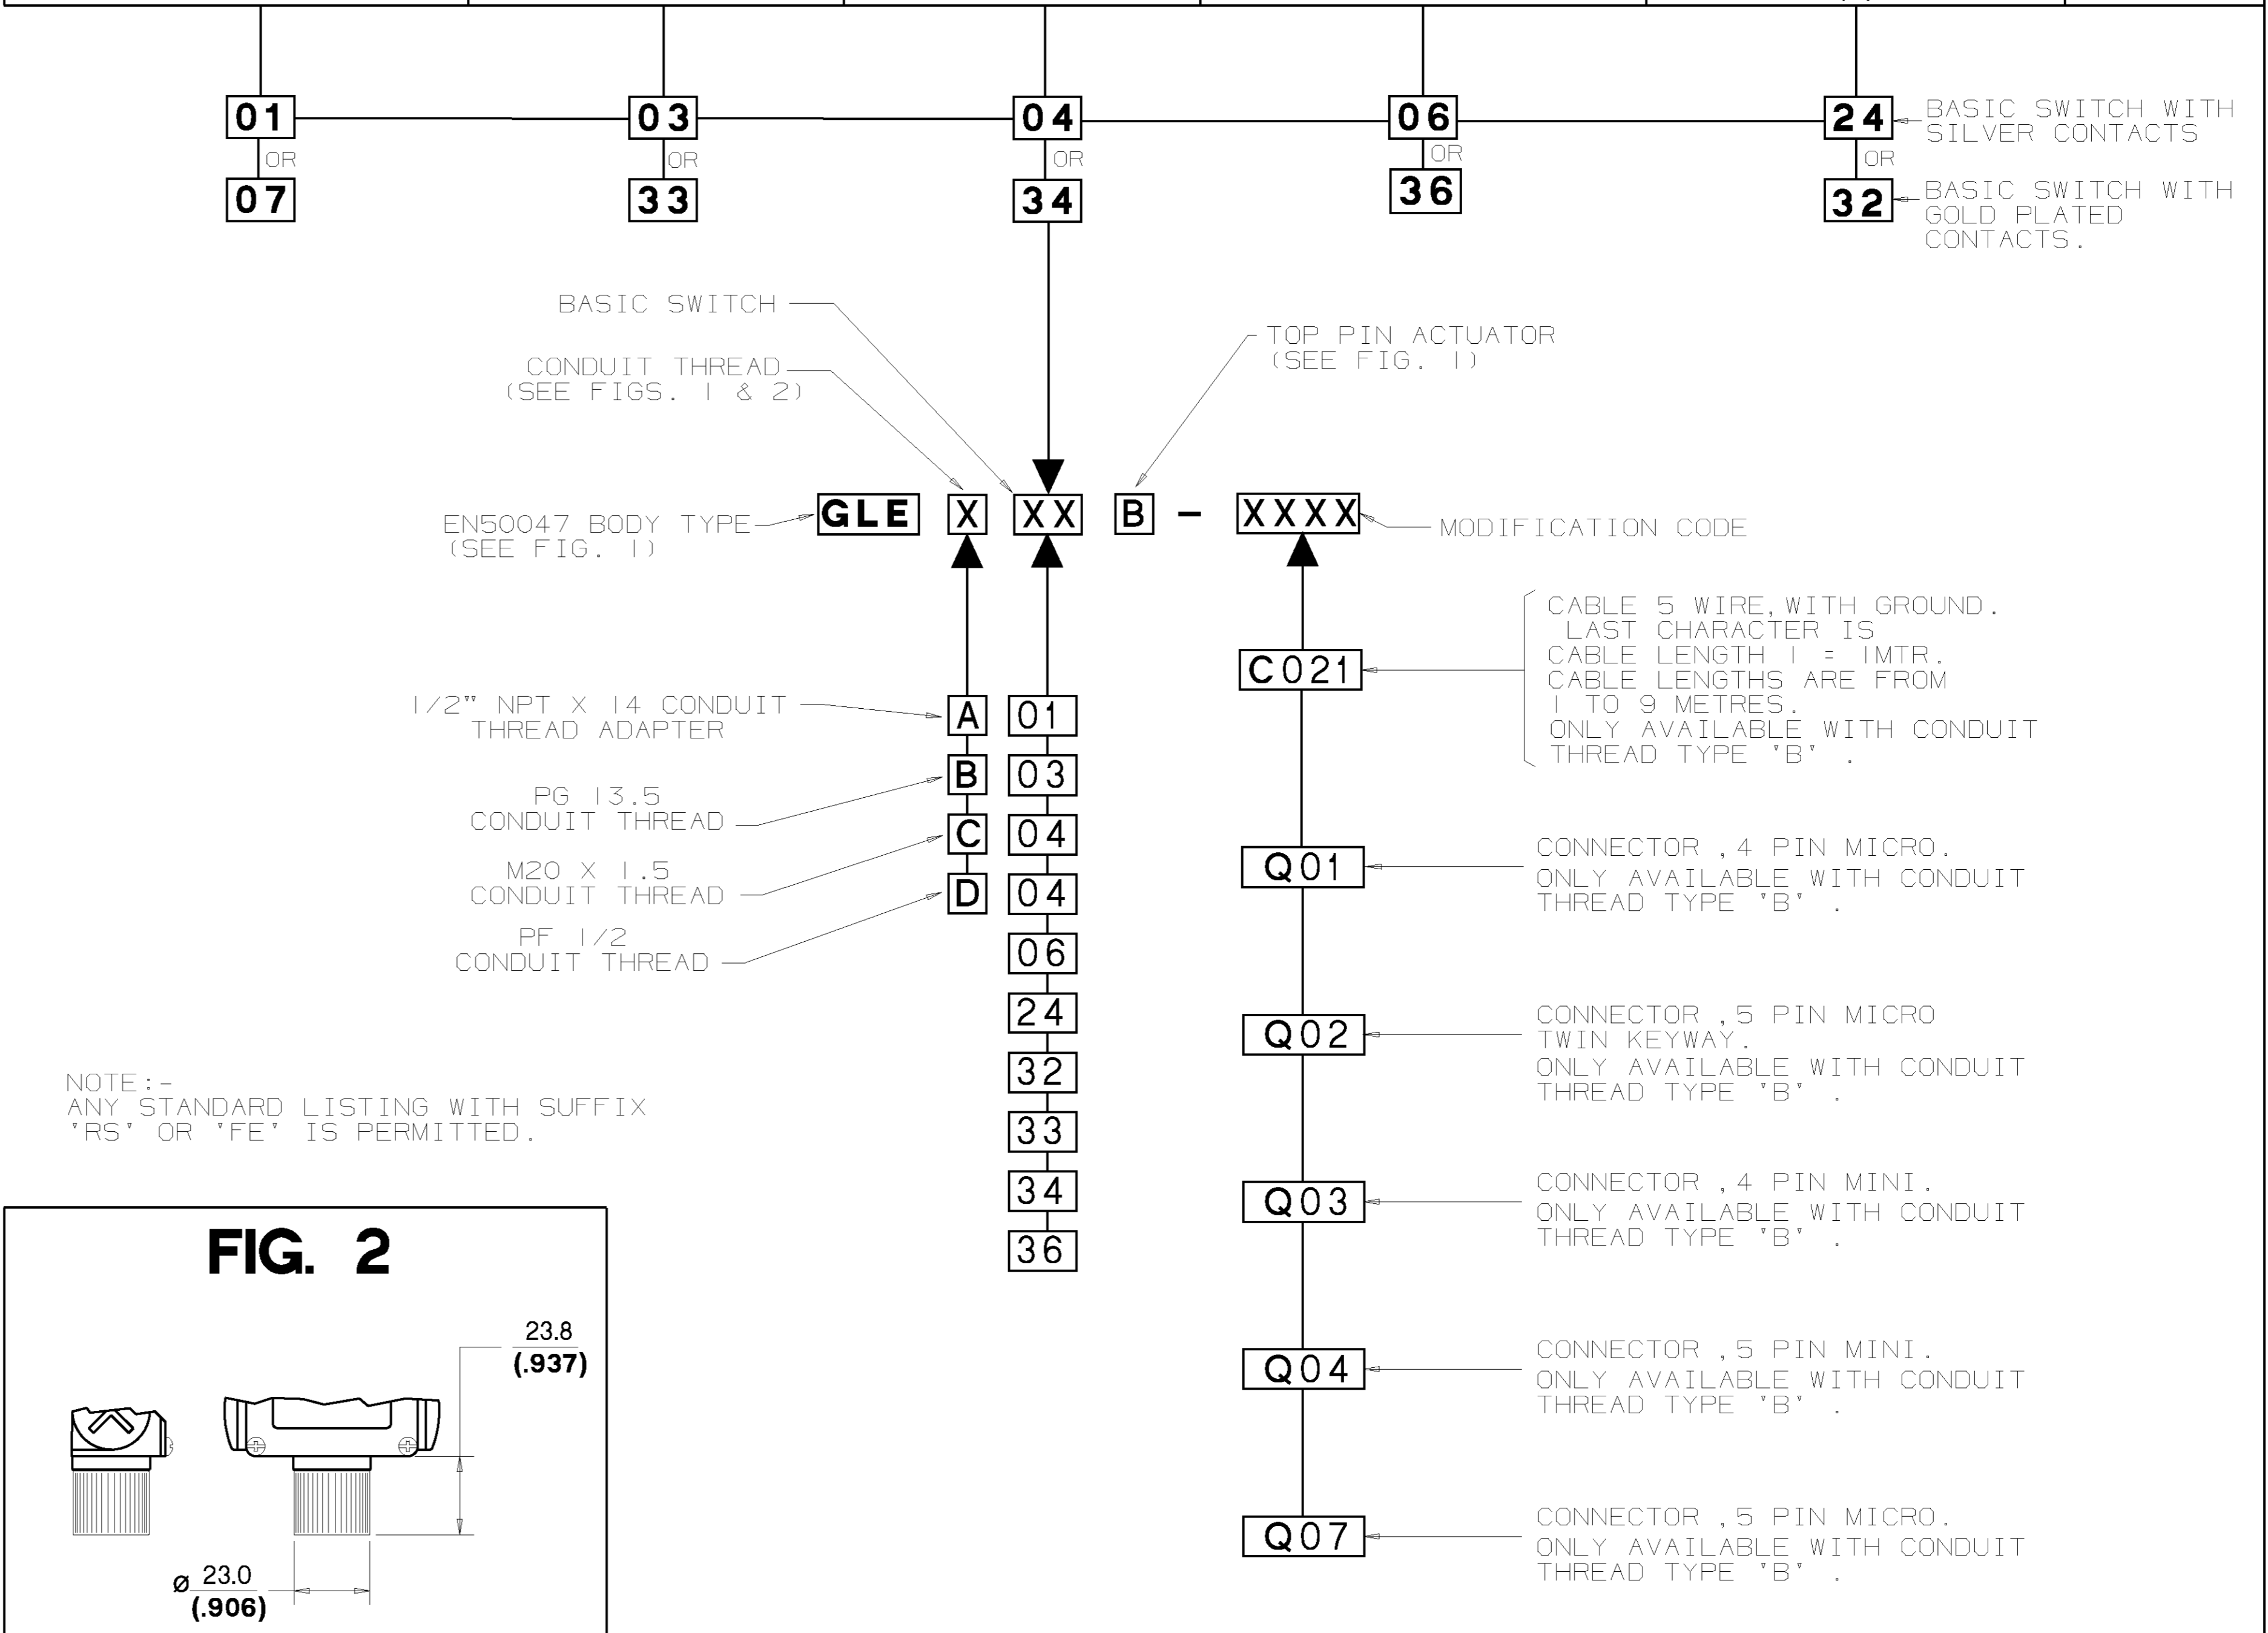 01
03
04
06
24
BASIC SWITCH WITH
SILVER CONTACTS
OR
OR
OR
OR
OR
07
33
34
36
32
BASIC SWITCH WITH
GOLD PLATED
CONTACTS.
BASIC SWITCH
CONDUIT THREAD
(SEE FIGS. 1 & 2)
TOP PIN ACTUATOR
(SEE FIG. 1)
EN50047 BODY TYPE
(SEE FIG. 1)
GLE X XX B - XXXX
MODIFICATION CODE
1/2" NPT X 14 CONDUIT
THREAD ADAPTER
PG 13.5
CONDUIT THREAD
M20 X 1.5
CONDUIT THREAD
PF 1/2
CONDUIT THREAD
A
B
C
D
01
03
04
04
06
24
32
33
34
36
C021
CABLE 5 WIRE, WITH GROUND.
LAST CHARACTER IS
CABLE LENGTH 1 = 1MTR.
CABLE LENGTHS ARE FROM
1 TO 9 METRES.
ONLY AVAILABLE WITH CONDUIT
THREAD TYPE 'B' .
Q01
CONNECTOR , 4 PIN MICRO.
ONLY AVAILABLE WITH CONDUIT
THREAD TYPE 'B' .
Q02
CONNECTOR , 5 PIN MICRO
TWIN KEYWAY.
ONLY AVAILABLE WITH CONDUIT
THREAD TYPE 'B' .
Q03
CONNECTOR , 4 PIN MINI.
ONLY AVAILABLE WITH CONDUIT
THREAD TYPE 'B' .
Q04
CONNECTOR , 5 PIN MINI.
ONLY AVAILABLE WITH CONDUIT
THREAD TYPE 'B' .
Q07
CONNECTOR , 5 PIN MICRO.
ONLY AVAILABLE WITH CONDUIT
THREAD TYPE 'B' .
NOTE:-
ANY STANDARD LISTING WITH SUFFIX
'RS' OR 'FE' IS PERMITTED.
FIG. 2
23.8
(.937)
ø 23.0
(.906)